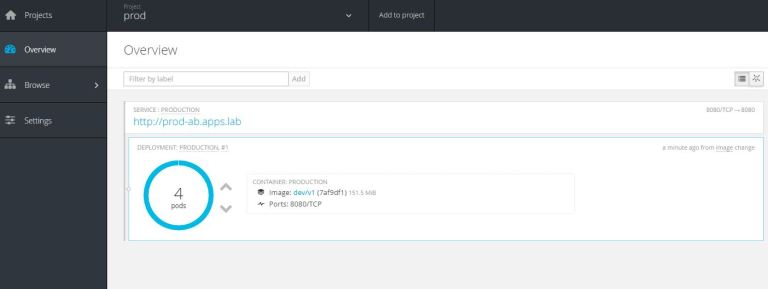 Projects
Project
prod
Add to project
Overview
Browse
Settings
Overview
Filter by label
Add
SERVICE : PRODUCTION
8080/TCP → 8080
http://prod-ab.apps.lab
DEPLOYMENT: PRODUCTION, #1
a minute ago from image change
4
pods
CONTAINER: PRODUCTION
Image: dev/v1 (7af9df1) 151.5 MiB
Ports: 8080/TCP